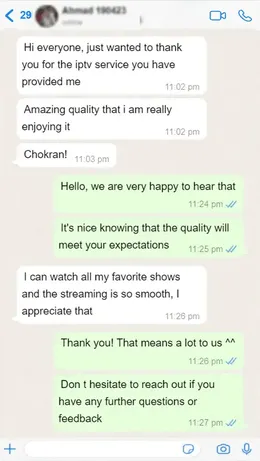 29
Ahmad 190423
online
Hi everyone, just wanted to thank
you for the iptv service you have
provided me
11:02 pm
Amazing quality that i am really
enjoying it
11:02 pm
Chokran!
11:03 pm
Hello, we are very happy to hear that
11:24 pm
It's nice knowing that the quality will
meet your expectations
11:25 pm
I can watch all my favorite shows
and the streaming is so smooth, I
appreciate that
11:26 pm
Thank you! That means a lot to us ^^
11:26 pm
Don t hesitate to reach out if you
have any further questions or
feedback
11:27 pm